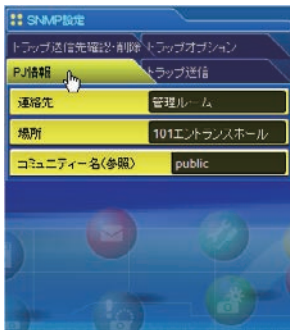 SNMP設定
トラップ送信先確認・削除 トラップオプション
PJ情報 トラップ送信
連絡先 管理ルーム
場所 101エントランスホール
コミュニティー名(参照) public